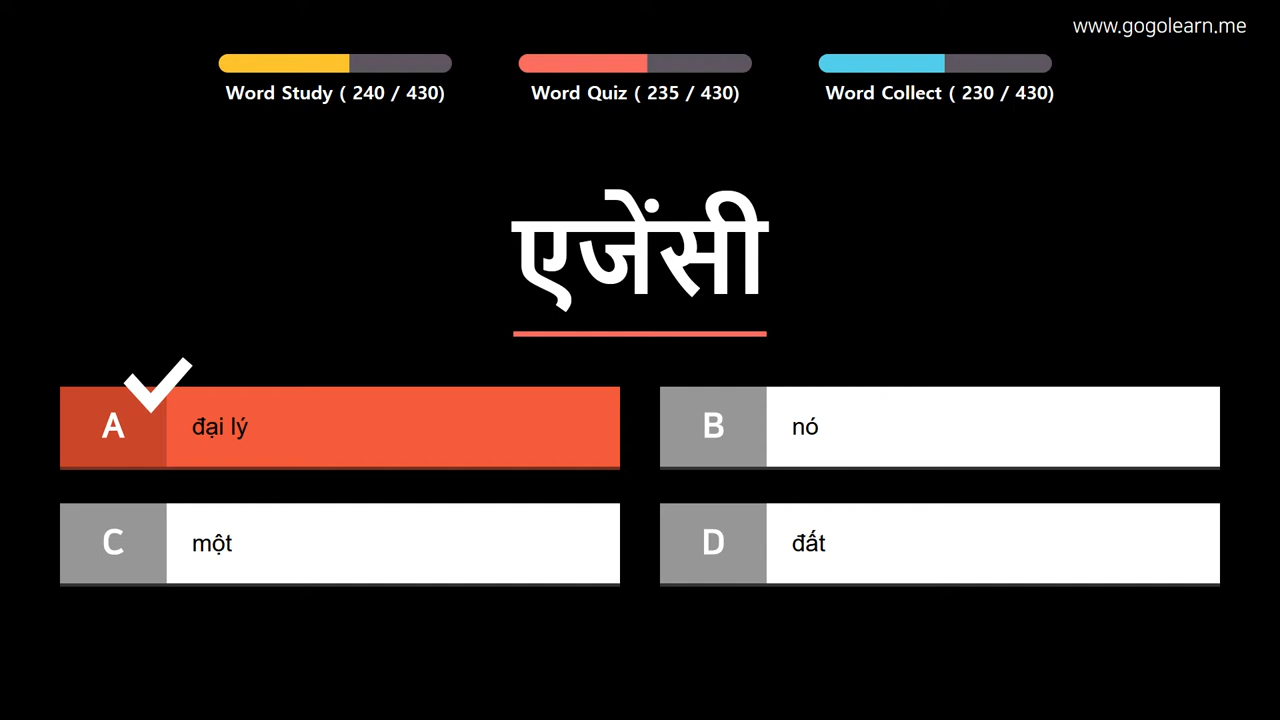 www.gogolearn.me
Word Study ( 240 / 430)
Word Quiz ( 235 / 430)
Word Collect ( 230 / 430)
एजेंसी
A đại lý
B nó
C một
D đất